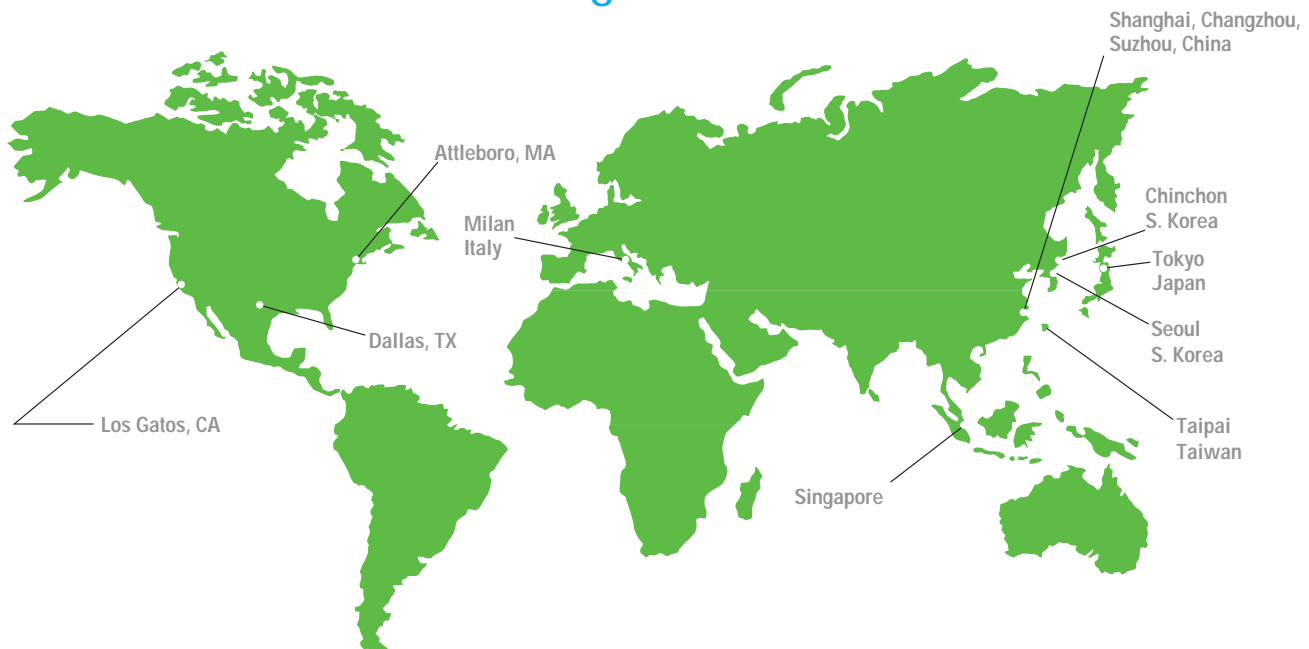 Shanghai, Changzhou,
Suzhou, China
Attleboro, MA
Chinchon
S. Korea
Milan
Italy
Tokyo
Japan
Seoul
S. Korea
Dallas, TX
Los Gatos, CA
Taipai
Taiwan
Singapore